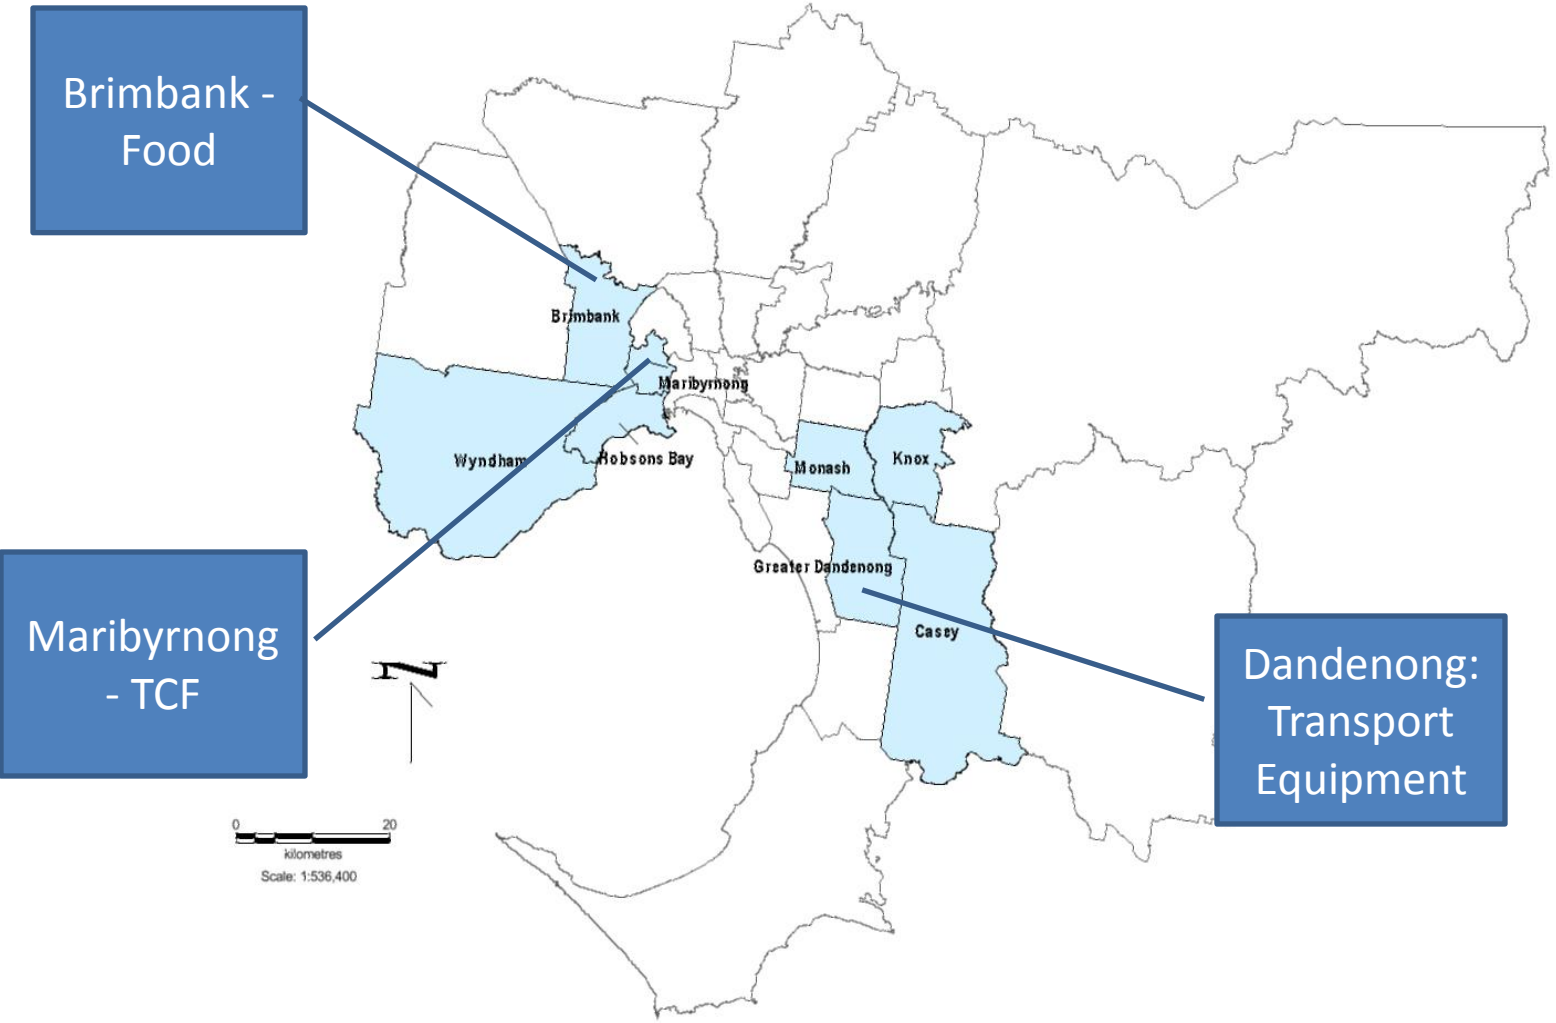 Brimbank -
Food
Brimbank
Maribyrnong
Wyndham
Hobsons Bay
Monash
Knox
Greater Dandenong
Casey
Maribyrnong
- TCF
Dandenong:
Transport
Equipment
N
0 20
kilometres
Scale: 1:536,400